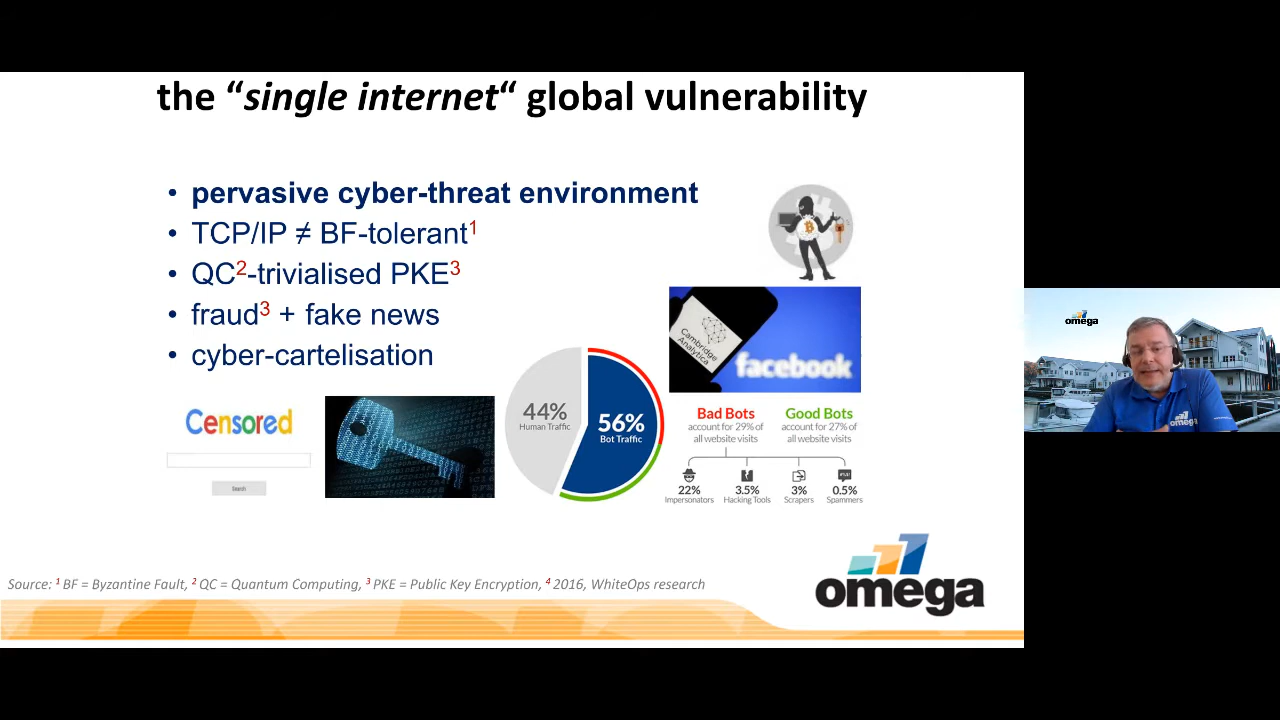 the “single internet“ global vulnerability
• pervasive cyber-threat environment
• TCP/IP ≠ BF-tolerant¹
• QC²-trivialised PKE³
• fraud³ + fake news
• cyber-cartelisation
Cambridge
Analytica
facebook
Censored
Search
44%
Human Traffic
56%
Bot Traffic
Bad Bots
account for 29% of
all website visits
Good Bots
account for 27% of
all website visits
22%
Impersonators
3.5%
Hacking Tools
3%
Scrapers
0.5%
Spammers
Source: ¹ BF = Byzantine Fault, ² QC = Quantum Computing, ³ PKE = Public Key Encryption, ⁴ 2016, WhiteOps research
omega
omega
omega